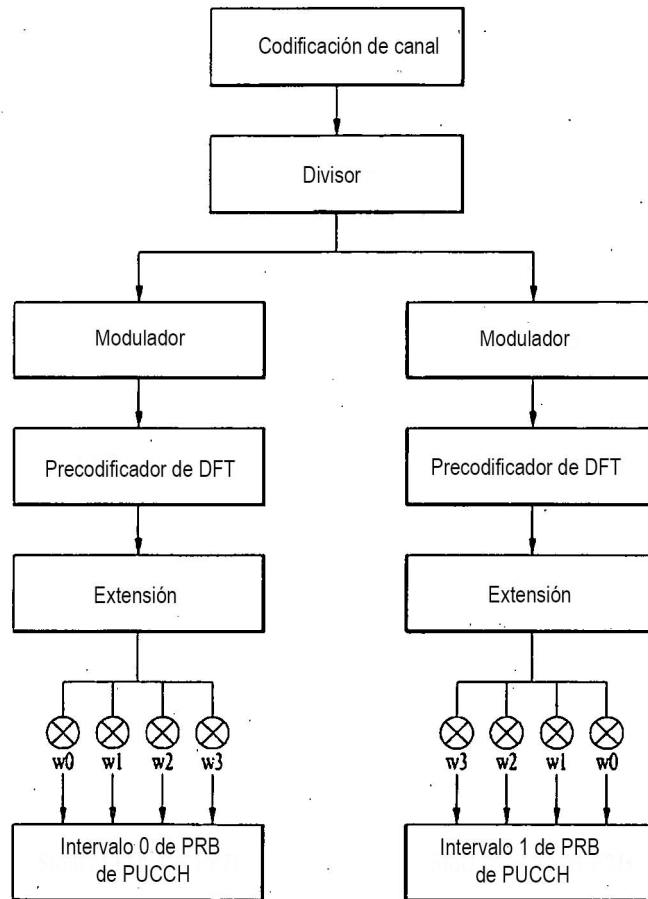 Codificación de canal
Divisor
Modulador
Modulador
Precodificador de DFT
Precodificador de DFT
Extensión
Extensión
w0 w1 w2 w3
w3 w2 w1 w0
Intervalo 0 de PRB
de PUCCH
Intervalo 1 de PRB
de PUCCH